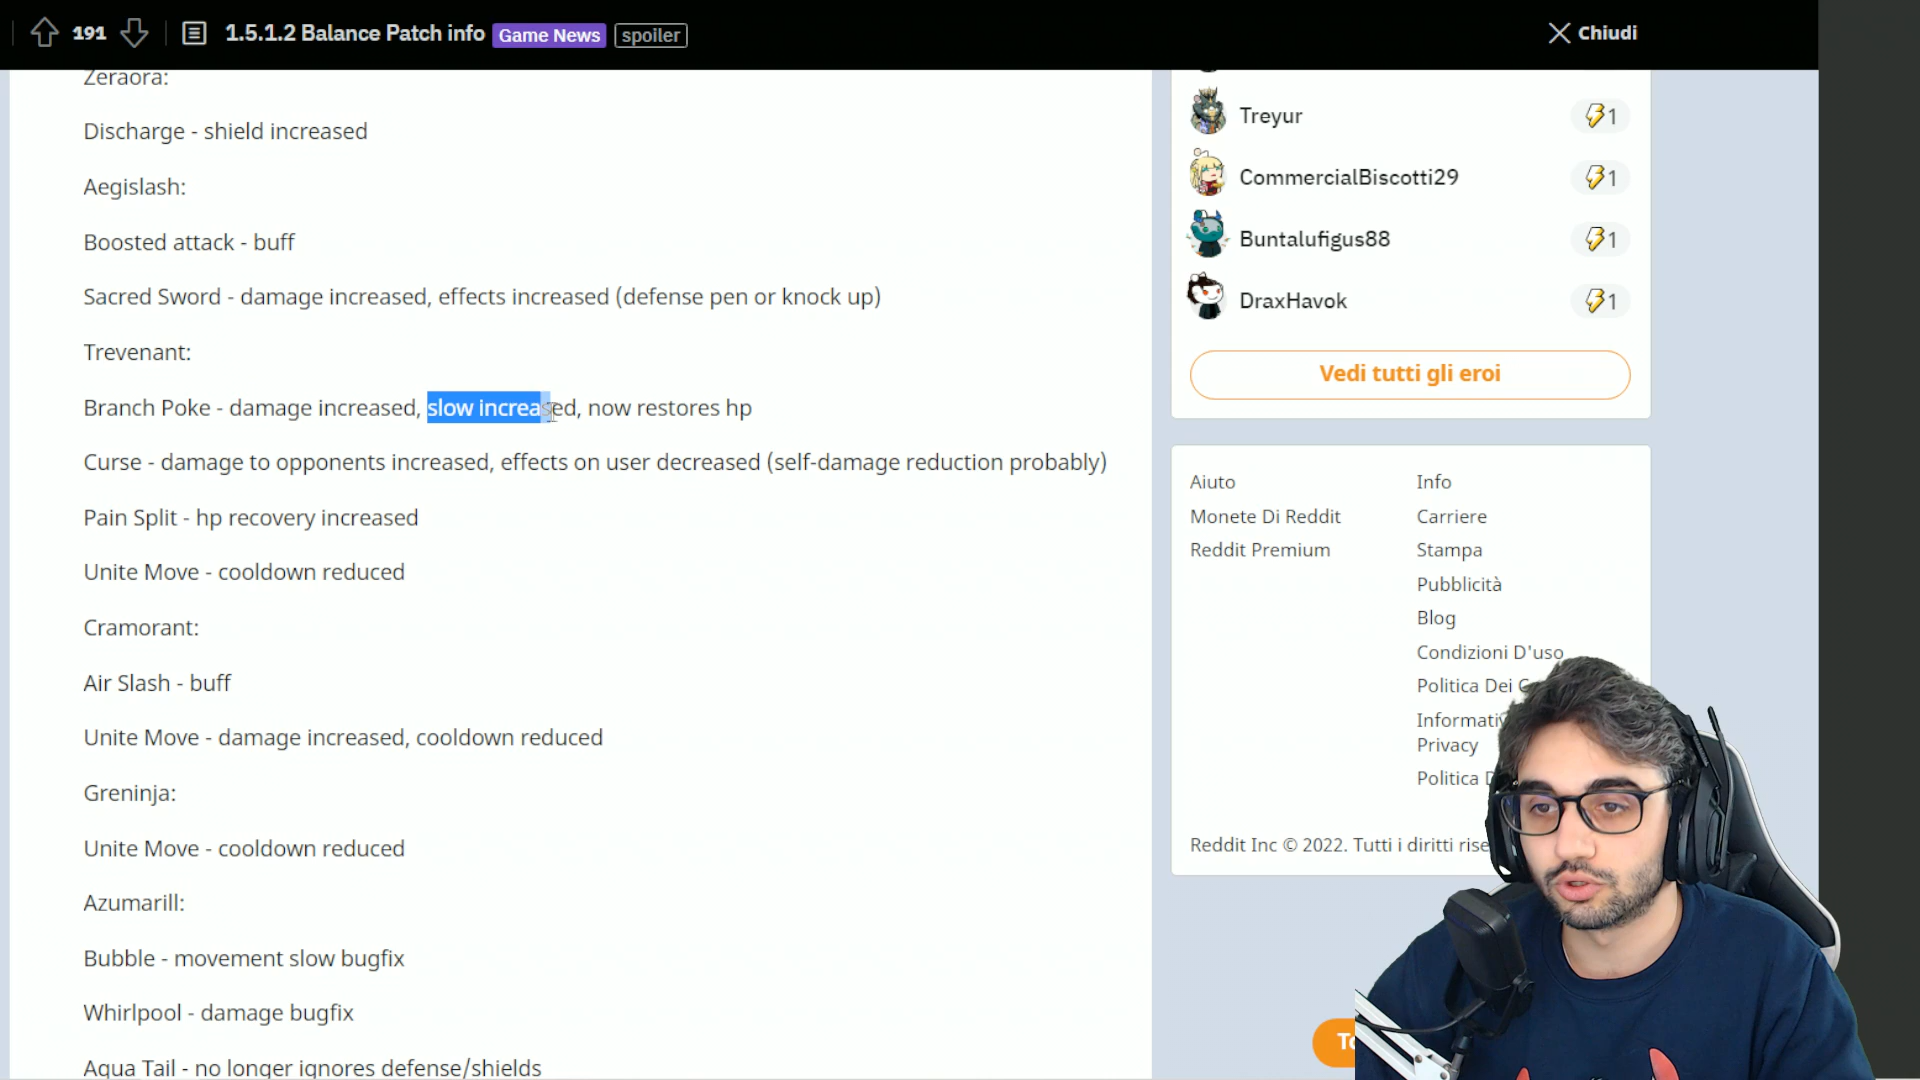 191
1.5.1.2 Balance Patch info Game News spoiler
Chiudi
Zeraora:
Discharge - shield increased
Aegislash:
Boosted attack - buff
Sacred Sword - damage increased, effects increased (defense pen or knock up)
Trevenant:
Branch Poke - damage increased, slow increased, now restores hp
Curse - damage to opponents increased, effects on user decreased (self-damage reduction probably)
Pain Split - hp recovery increased
Unite Move - cooldown reduced
Cramorant:
Air Slash - buff
Unite Move - damage increased, cooldown reduced
Greninja:
Unite Move - cooldown reduced
Azumarill:
Bubble - movement slow bugfix
Whirlpool - damage bugfix
Aqua Tail - no longer ignores defense/shields
Treyur 1
CommercialBiscotti29 1
Buntalufigus88 1
DraxHavok 1
Vedi tutti gli eroi
Aiuto
Monete Di Reddit
Reddit Premium
Info
Carriere
Stampa
Pubblicità
Blog
Condizioni D'uso
Politica Dei
Privacy
Politica
Reddit Inc © 2022. Tutti i diritti